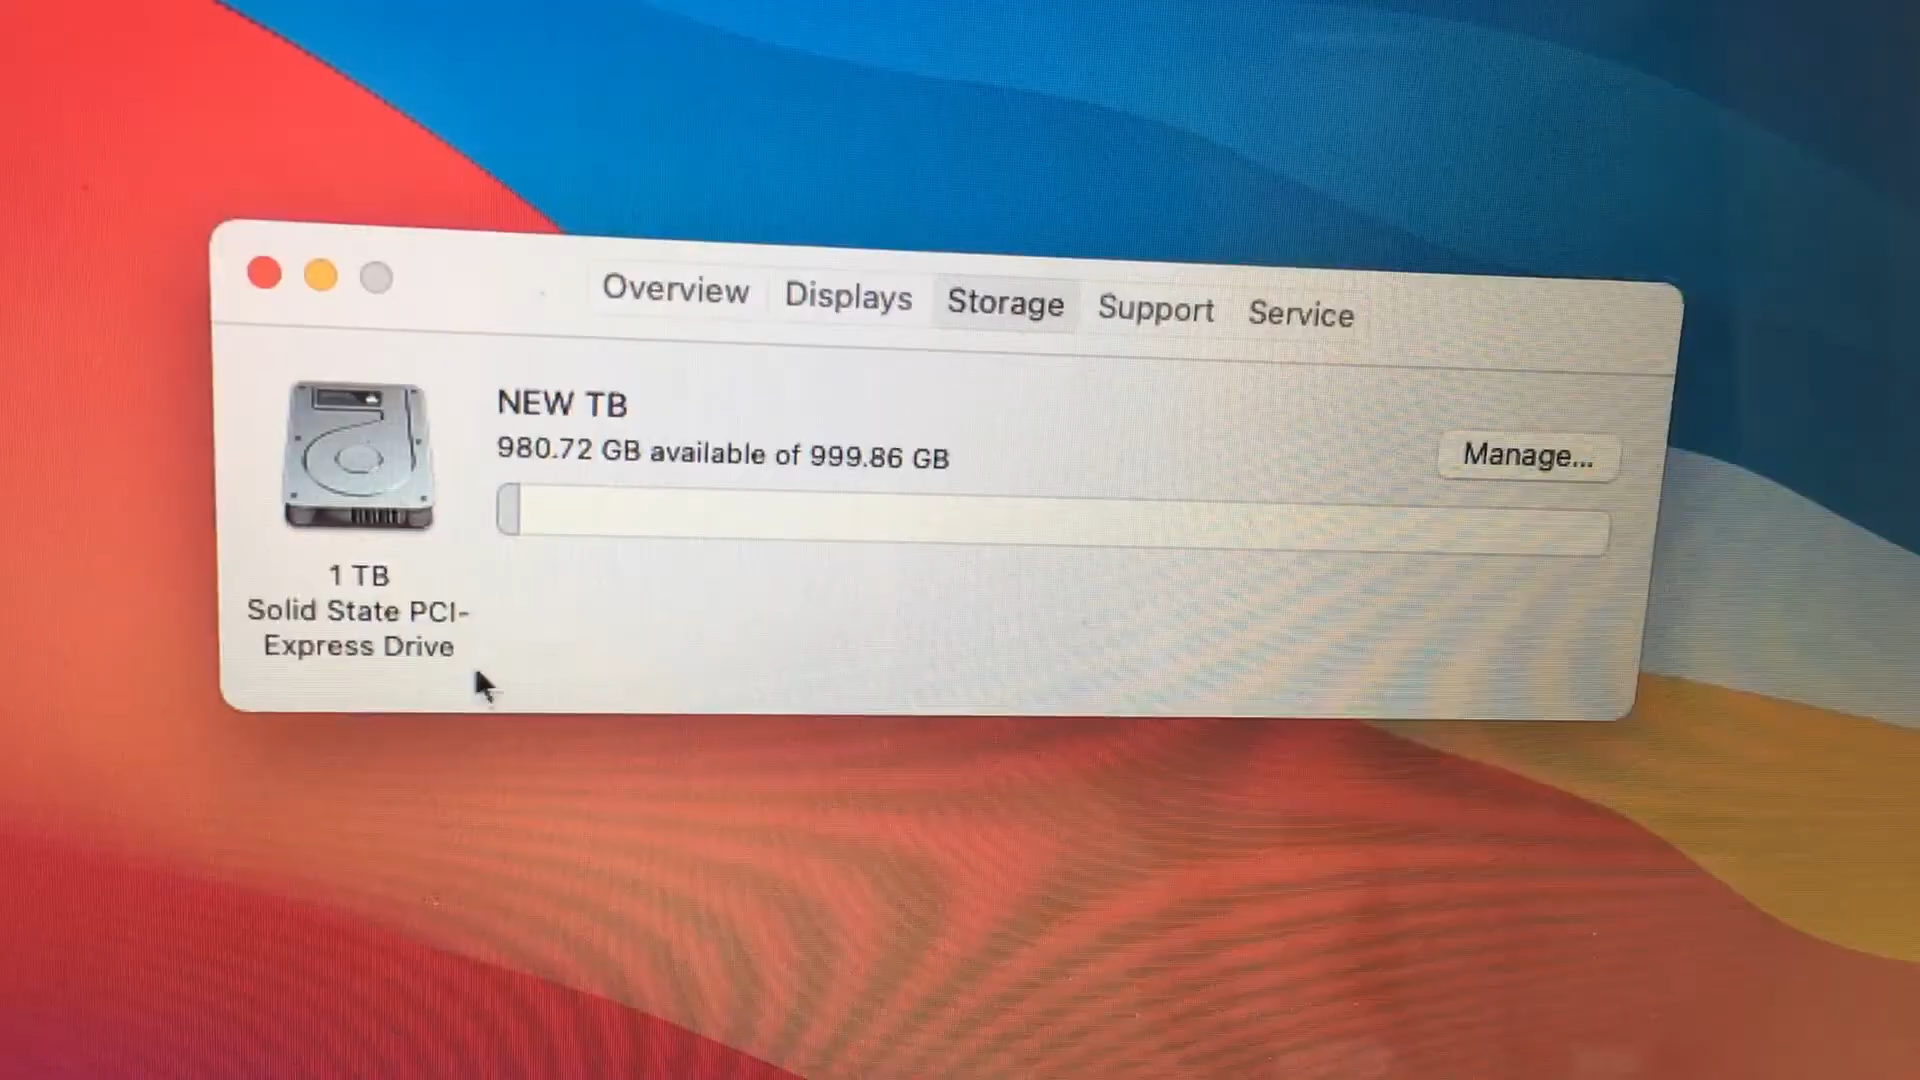 Overview Displays Storage Support Service
NEW TB
980.72 GB available of 999.86 GB
Manage...
1 TB
Solid State PCI-
Express Drive